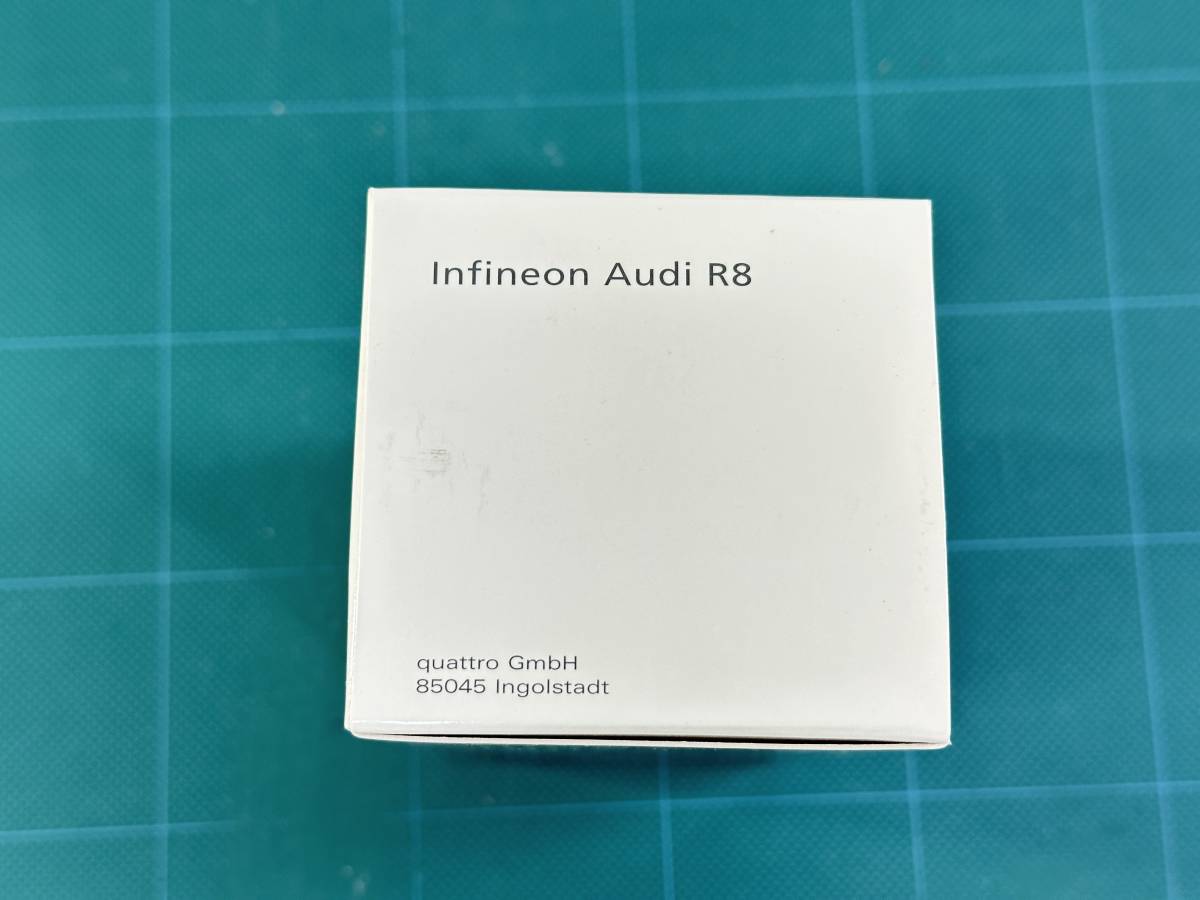 Infineon Audi R8
quattro GmbH
85045 Ingolstadt